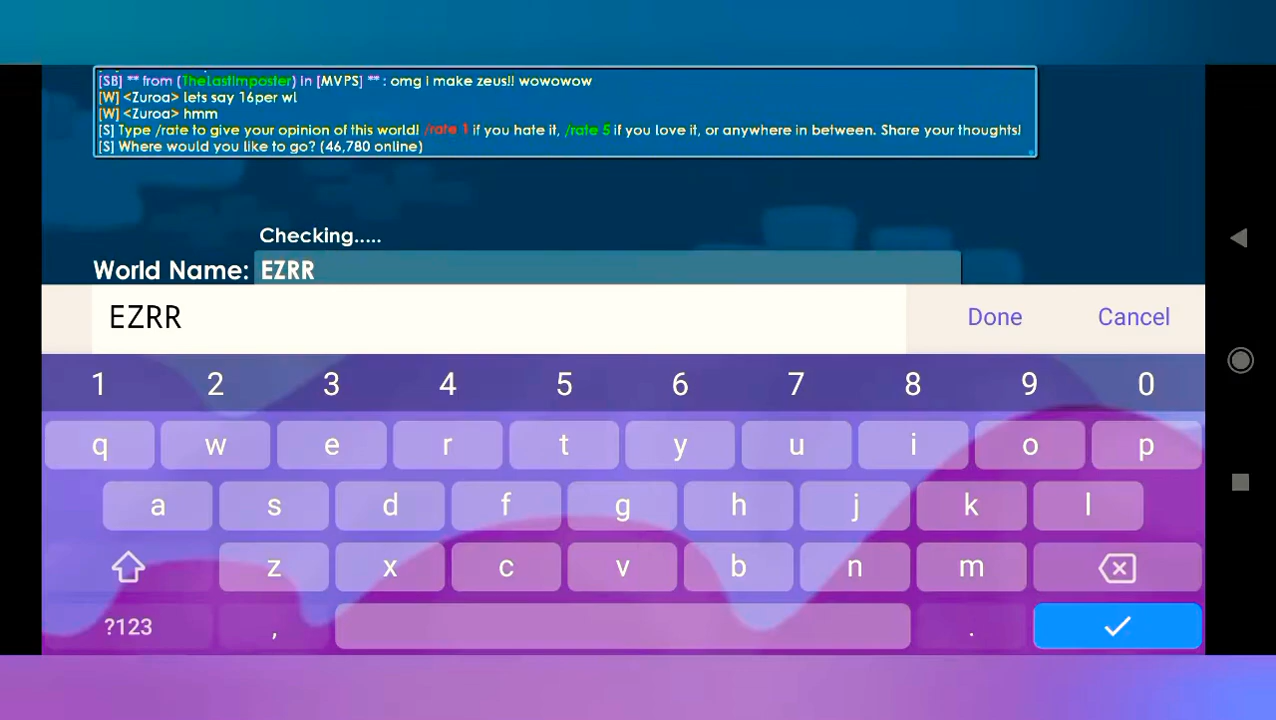 [SB] ** from (TheLastImposter) in [MVPS] ** : omg i make zeus!! wowowow
[W] <Zuroa> lets say 16per wl
[W] <Zuroa> hmm
[S] Type /rate to give your opinion of this world! /rate 1 if you hate it, /rate 5 if you love it, or anywhere in between. Share your thoughts!
[S] Where would you like to go? (46,780 online)
Checking.....
World Name: EZRR
EZRR Done Cancel
1 2 3 4 5 6 7 8 9 0
q w e r t y u i o p
a s d f g h j k l
z x c v b n m
?123 , .